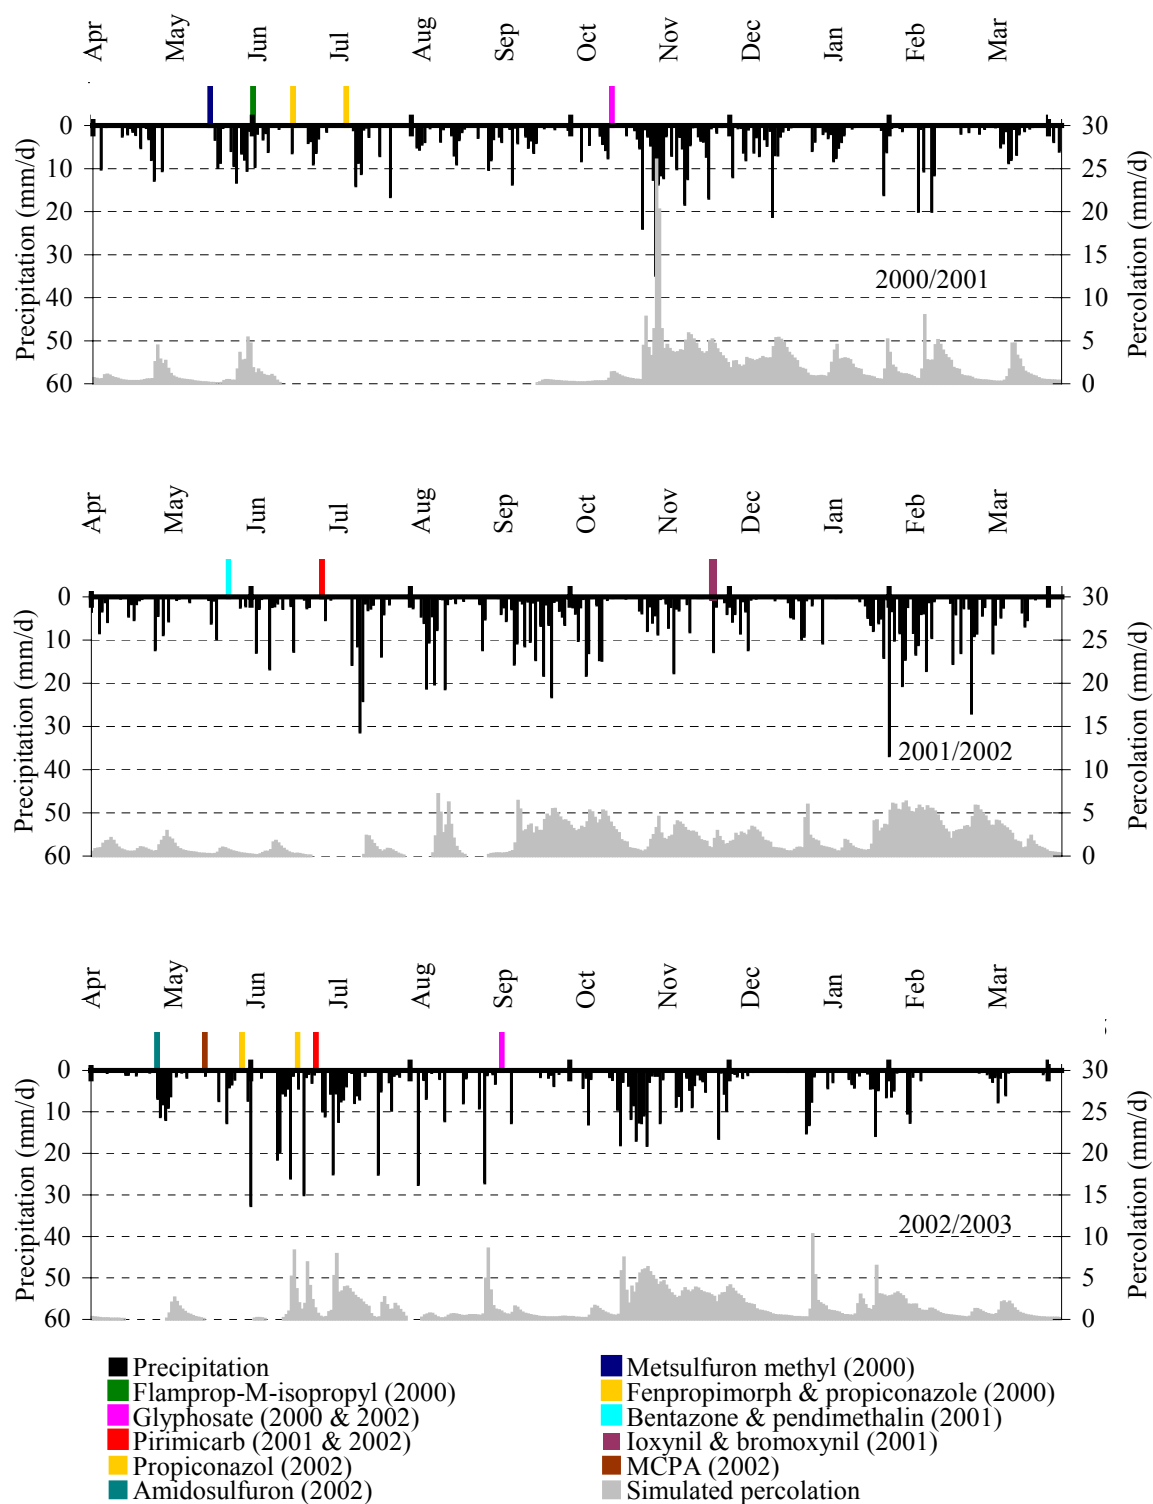 Apr May Jun Jul Aug Sep Oct Nov Dec Jan Feb Mar
Precipitation (mm/d)
0 10 20 30 40 50 60
30 25 20 15 10 5 0
Percolation (mm/d)
2000/2001
Apr May Jun Jul Aug Sep Oct Nov Dec Jan Feb Mar
Precipitation (mm/d)
0 10 20 30 40 50 60
30 25 20 15 10 5 0
Percolation (mm/d)
2001/2002
Apr May Jun Jul Aug Sep Oct Nov Dec Jan Feb Mar
Precipitation (mm/d)
0 10 20 30 40 50 60
30 25 20 15 10 5 0
Percolation (mm/d)
2002/2003
Precipitation
Flamprop-M-isopropyl (2000)
Glyphosate (2000 & 2002)
Pirimicarb (2001 & 2002)
Propiconazol (2002)
Amidosulfuron (2002)
Metsulfuron methyl (2000)
Fenpropimorph & propiconazole (2000)
Bentazone & pendimethalin (2001)
Ioxynil & bromoxynil (2001)
MCPA (2002)
Simulated percolation